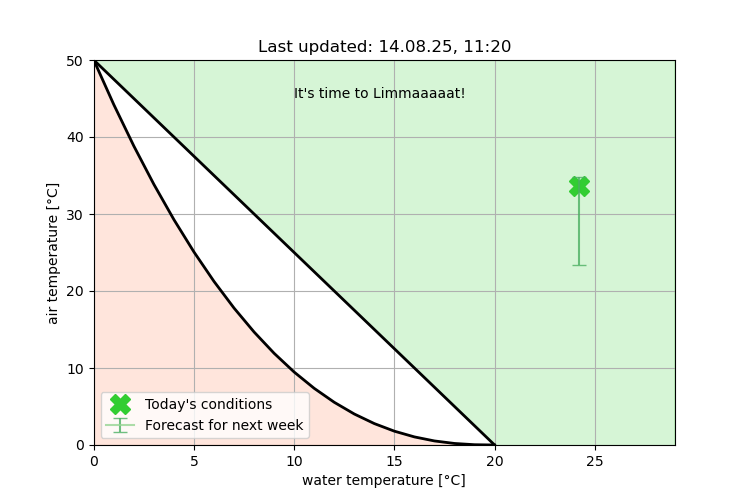 Last updated: 14.08.25, 11:20
It's time to Limmaaaaat!
50
40
30
20
10
0
air temperature [°C]
Today's conditions
Forecast for next week
0 5 10 15 20 25
water temperature [°C]